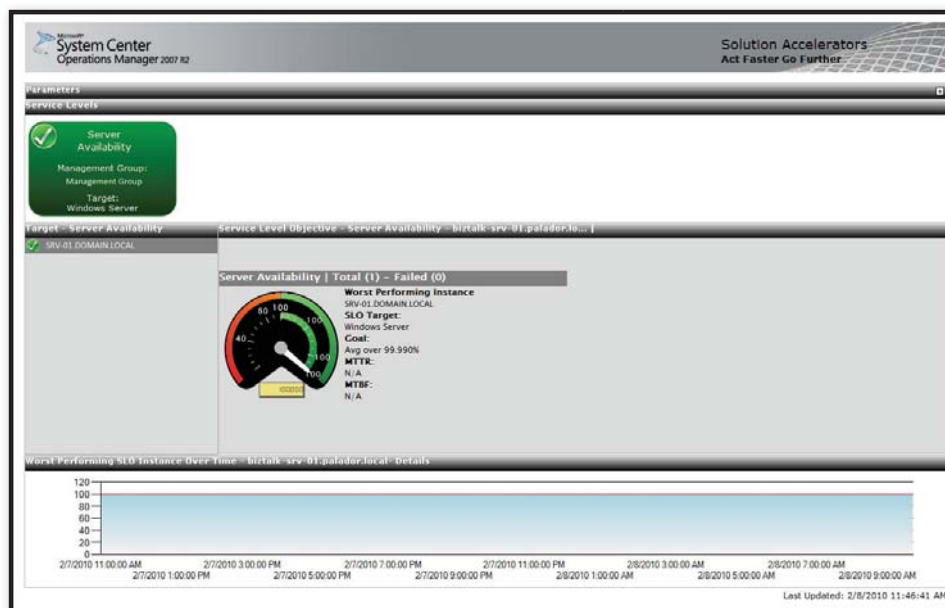 Microsoft
System Center
Operations Manager 2007 R2
Solution Accelerators
Act Faster Go Further
Parameters
Service Levels
Server
Availability
Management Group:
Management Group
Target:
Windows Server
Target - Server Availability
Service Level Objective - Server Availability - biztalk-srv-01.palador.lo... |
SRV-01.DOMAIN.LOCAL
Server Availability | Total (1) - Failed (0)
40
80
100
100
100
100
Worst Performing Instance
SRV-01.DOMAIN.LOCAL
SLO Target:
Windows Server
Goal:
Avg over 99.990%
MTTR:
N/A
MTBF:
N/A
Worst Performing SLO Instance Over Time - biztalk-srv-01.palador.local- Details
120
100
80
60
40
20
0
2/7/2010 11:00:00 AM
2/7/2010 1:00:00 PM
2/7/2010 3:00:00 PM
2/7/2010 5:00:00 PM
2/7/2010 7:00:00 PM
2/7/2010 9:00:00 PM
2/7/2010 11:00:00 PM
2/8/2010 1:00:00 AM
2/8/2010 3:00:00 AM
2/8/2010 5:00:00 AM
2/8/2010 7:00:00 AM
2/8/2010 9:00:00 AM
Last Updated: 2/8/2010 11:46:41 AM